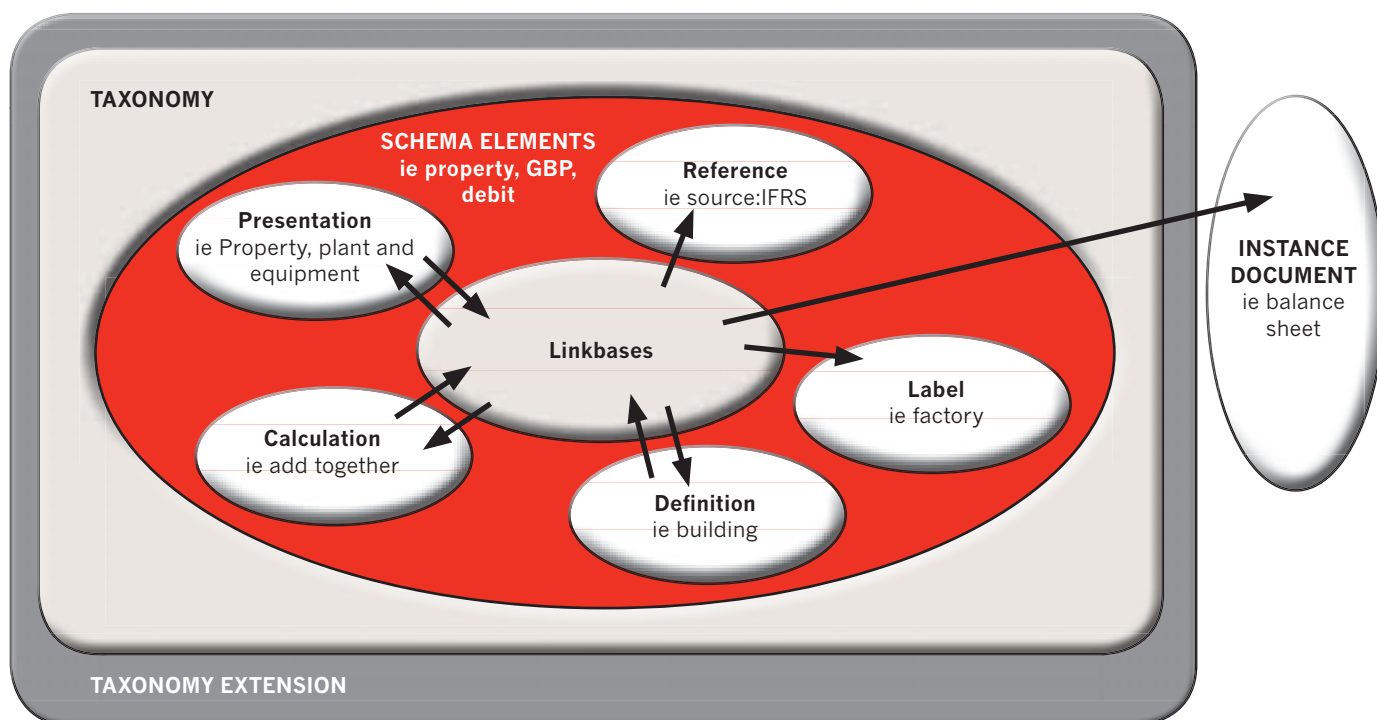 TAXONOMY
SCHEMA ELEMENTS
ie property, GBP,
debit
Reference
ie source:IFRS
Presentation
ie Property, plant and
equipment
INSTANCE
DOCUMENT
ie balance
sheet
Linkbases
Label
ie factory
Calculation
ie add together
Definition
ie building
TAXONOMY EXTENSION